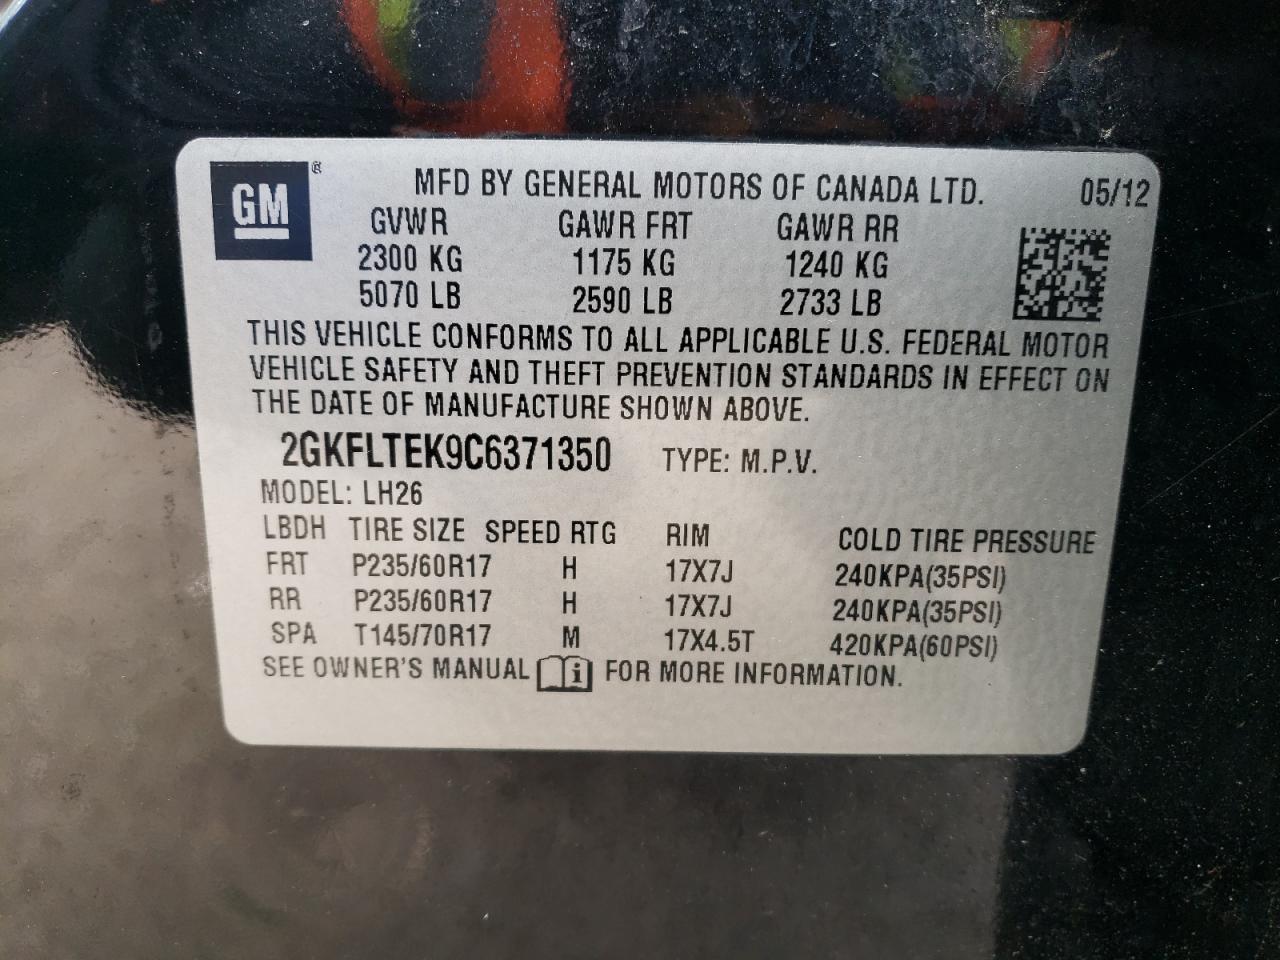 GM ®
MFD BY GENERAL MOTORS OF CANADA LTD. 05/12
GVWR GAWR FRT GAWR RR
2300 KG 1175 KG 1240 KG
5070 LB 2590 LB 2733 LB
THIS VEHICLE CONFORMS TO ALL APPLICABLE U.S. FEDERAL MOTOR
VEHICLE SAFETY AND THEFT PREVENTION STANDARDS IN EFFECT ON
THE DATE OF MANUFACTURE SHOWN ABOVE.
2GKFLTEK9C6371350 TYPE: M.P.V.
MODEL: LH26
LBDH TIRE SIZE SPEED RTG RIM COLD TIRE PRESSURE
FRT P235/60R17 H 17X7J 240KPA(35PSI)
RR P235/60R17 H 17X7J 240KPA(35PSI)
SPA T145/70R17 M 17X4.5T 420KPA(60PSI)
SEE OWNER'S MANUAL i FOR MORE INFORMATION.